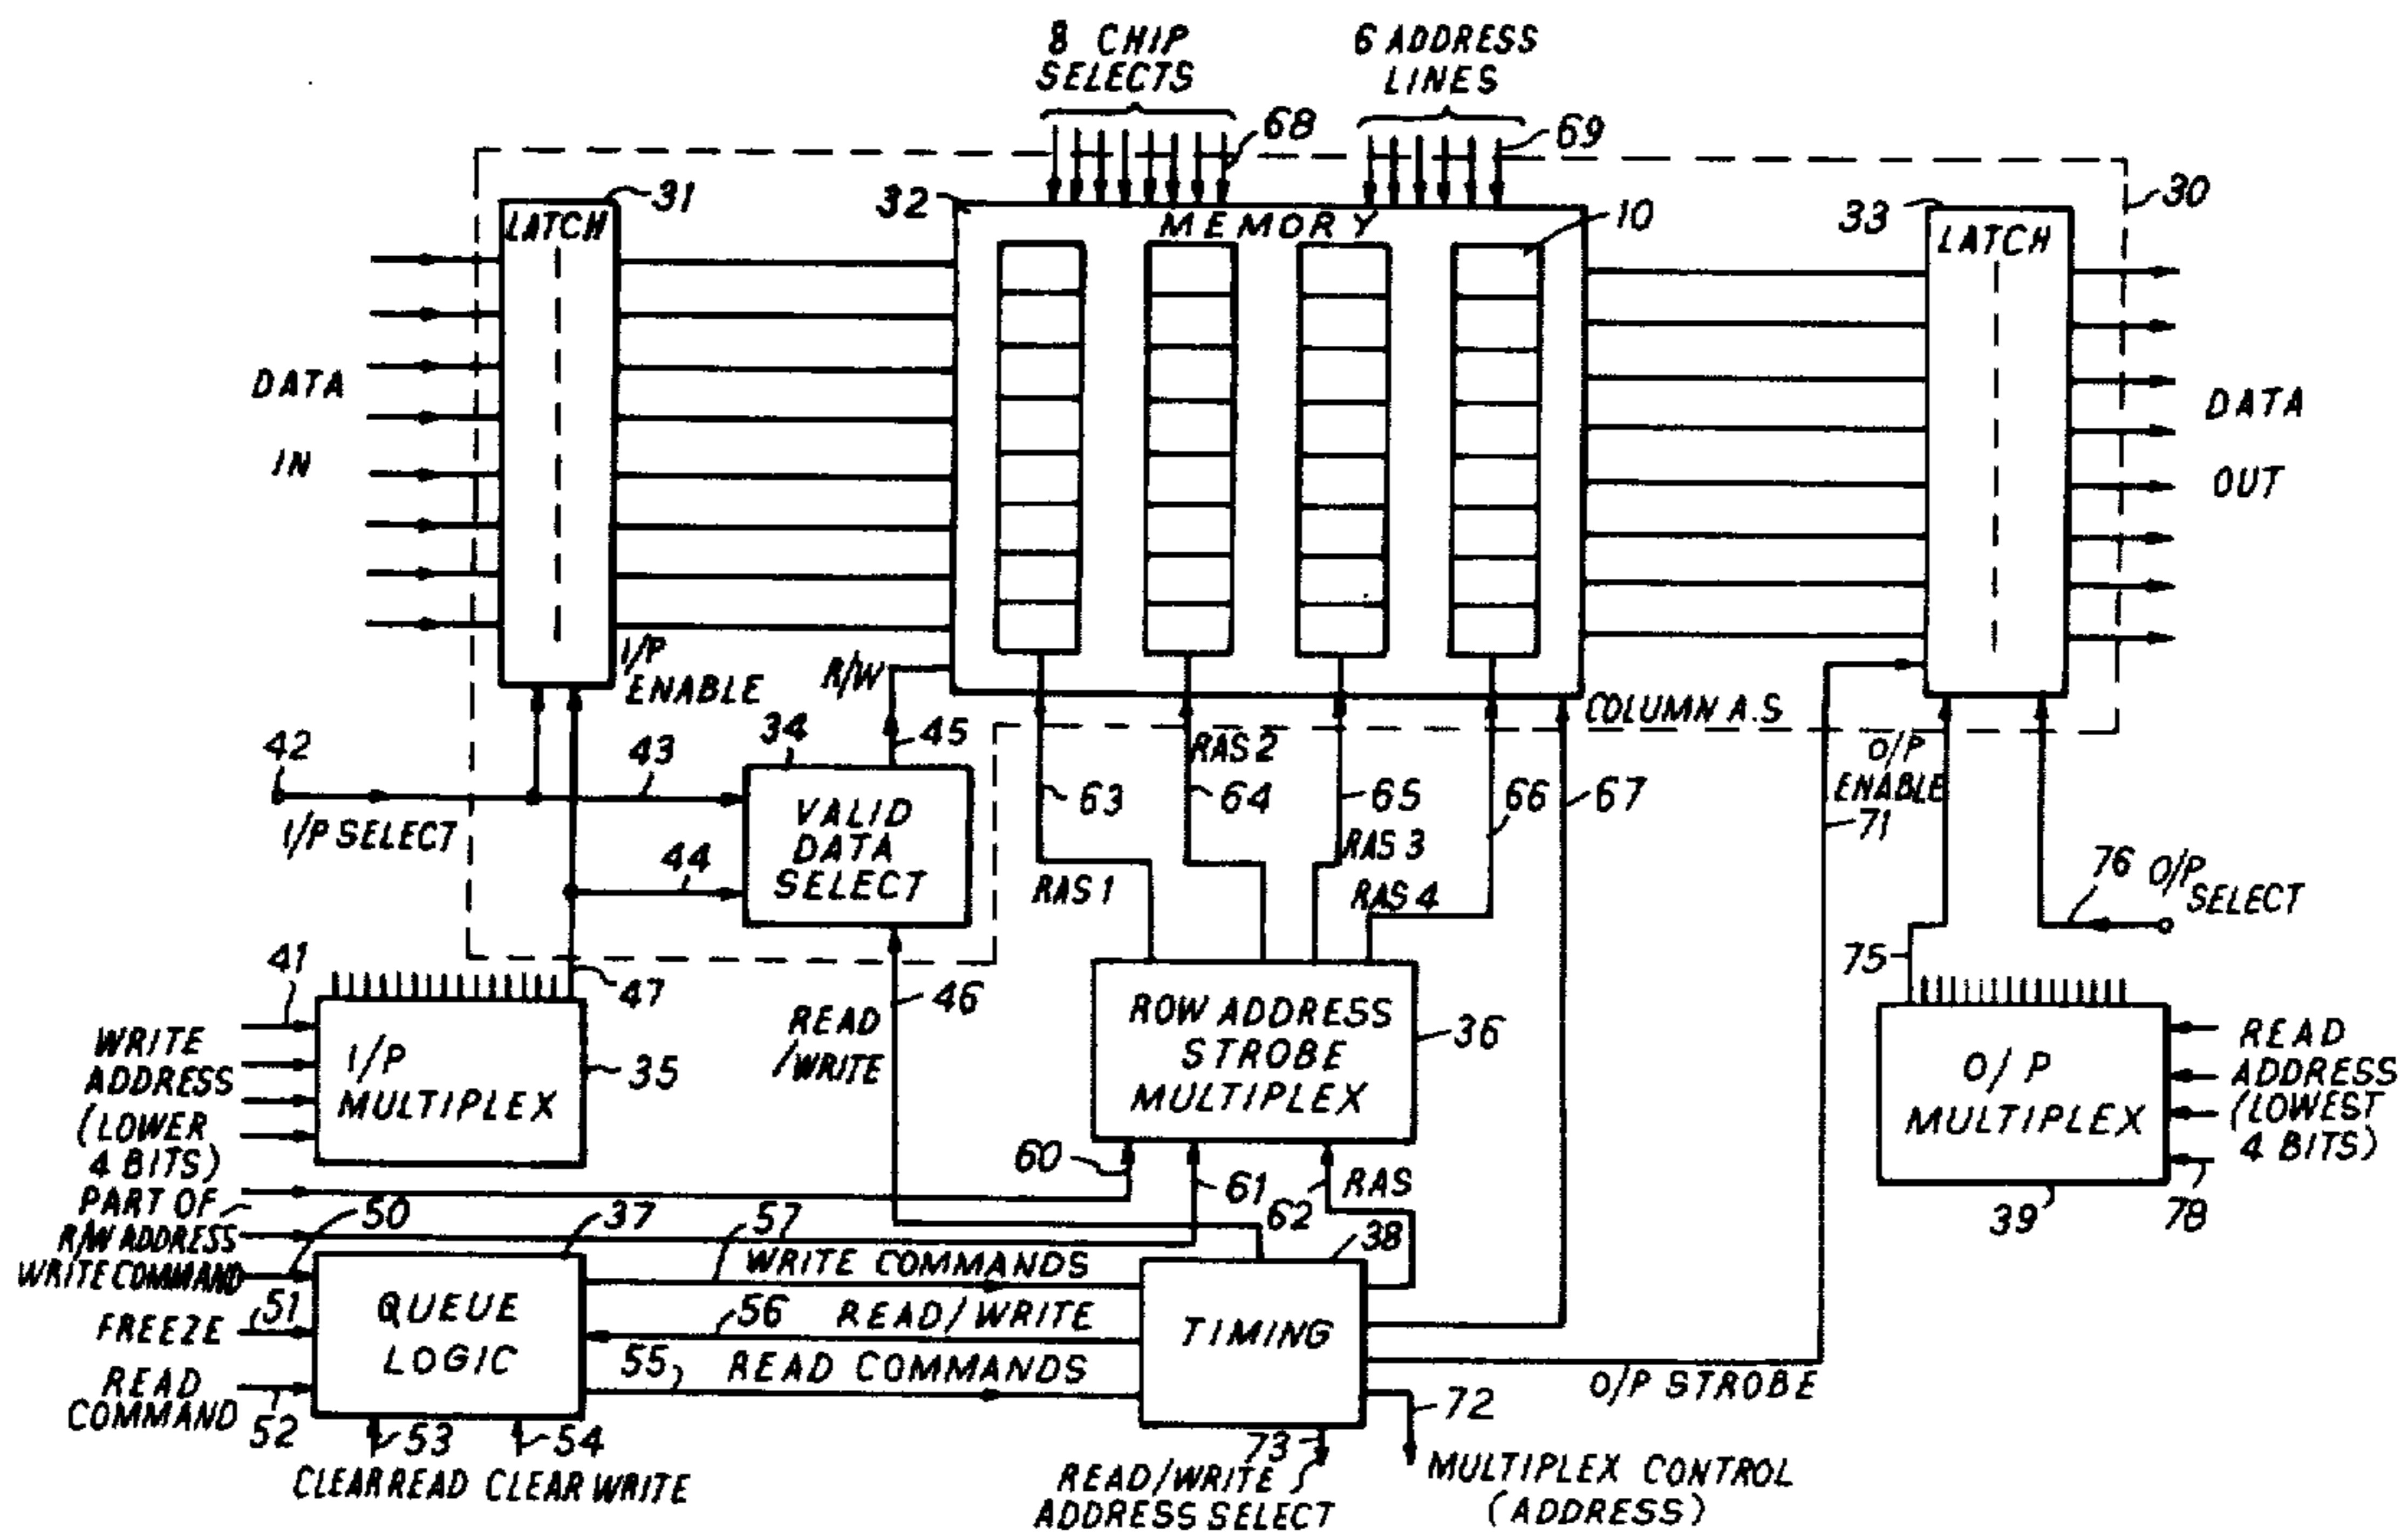 8 CHIP
SELECTS
6 ADDRESS
LINES
68
69
31
32
MEMORY
10
33
30
LATCH
LATCH
DATA
IN
DATA
OUT
I/P
ENABLE
R/W
COLUMN A.S
42
43
34
45
RAS 2
O/P
ENABLE
I/P SELECT
VALID
DATA
SELECT
63
64
65
66
67
71
44
RAS 1
RAS 3
RAS 4
76
O/P
SELECT
41
47
46
75
WRITE
ADDRESS
(LOWER
4 BITS)
I/P
MULTIPLEX
35
READ
/WRITE
ROW ADDRESS
STROBE
MULTIPLEX
36
O/P
MULTIPLEX
READ
ADDRESS
(LOWEST
4 BITS)
60
61
62
RAS
39
78
PART OF
R/W ADDRESS
50
37
57
38
WRITE COMMAND
WRITE COMMANDS
51
FREEZE
QUEUE
LOGIC
56
READ/WRITE
TIMING
55
READ COMMANDS
READ
COMMAND
52
O/P STROBE
53
54
73
72
CLEAR READ
CLEAR WRITE
READ/WRITE
ADDRESS SELECT
MULTIPLEX CONTROL
(ADDRESS)